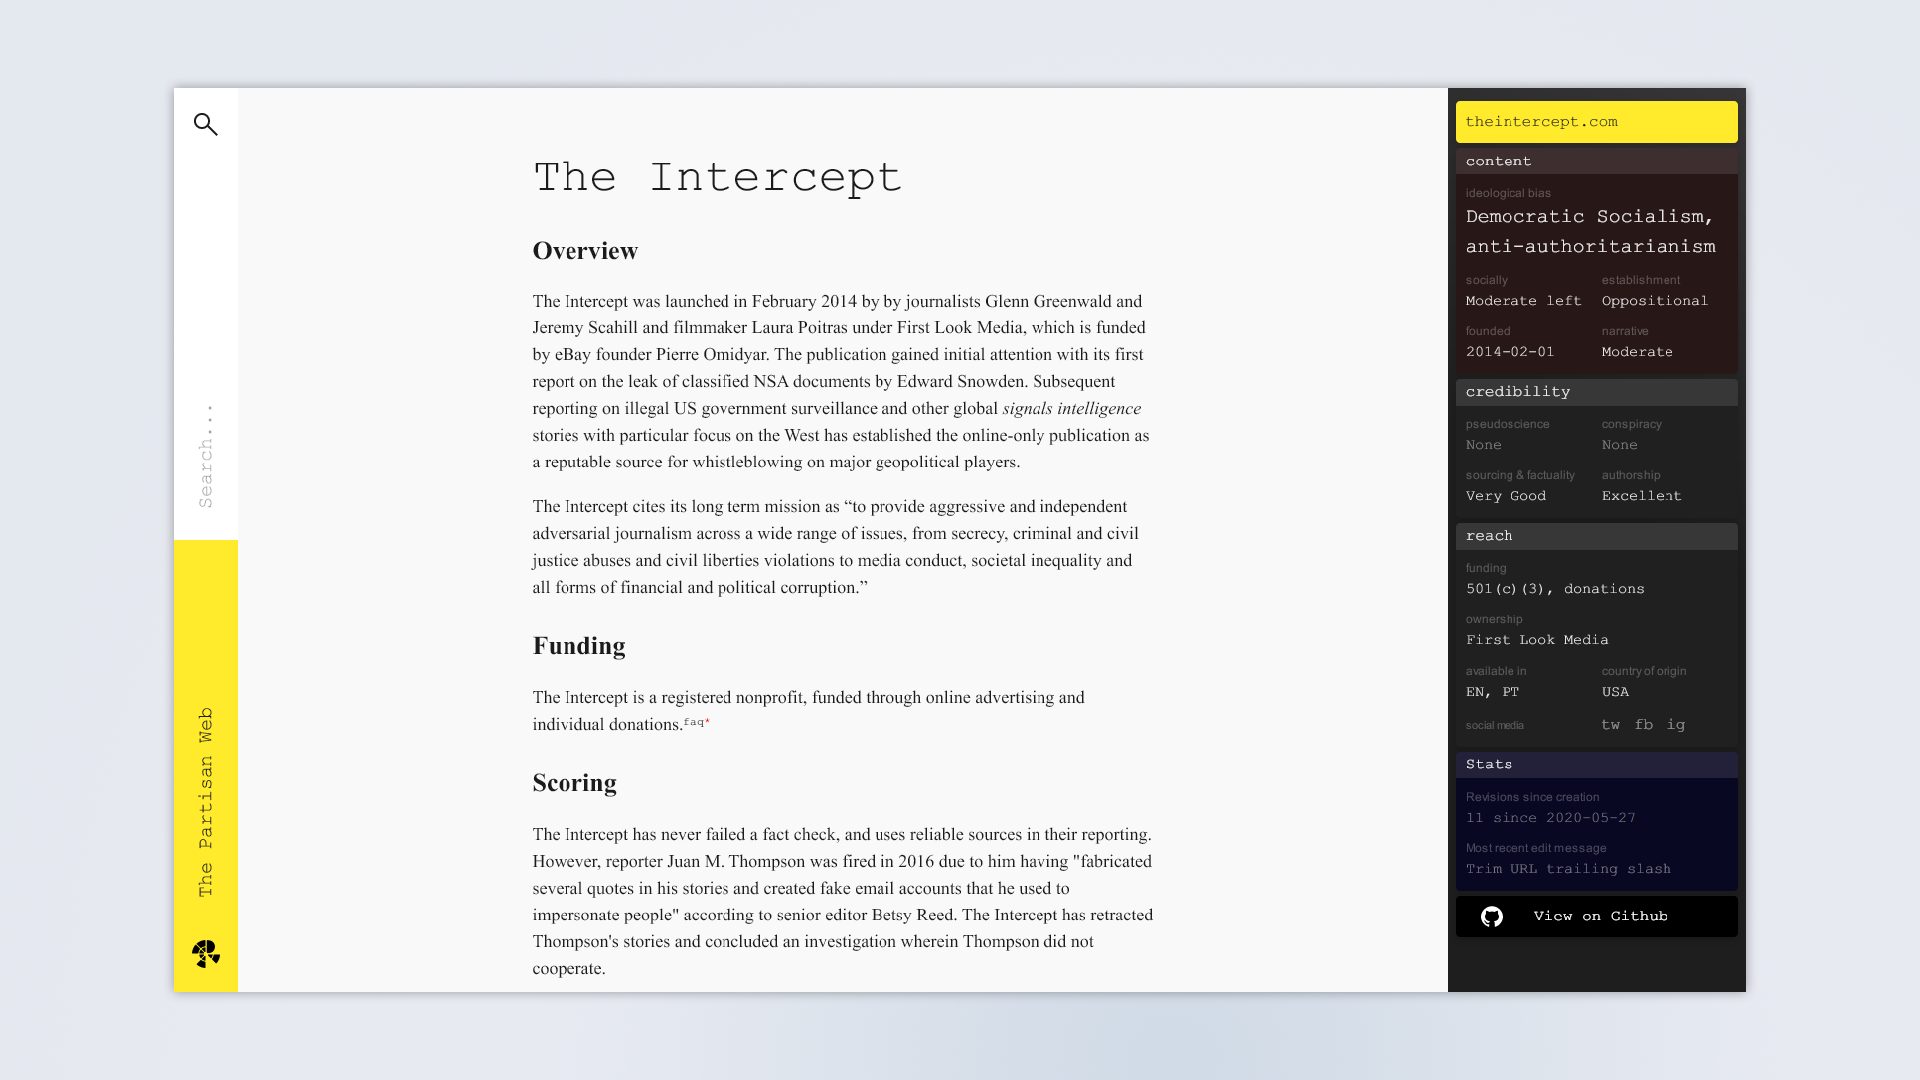 Search...
The Partisan Web
The Intercept
Overview
The Intercept was launched in February 2014 by by journalists Glenn Greenwald and
Jeremy Scahill and filmmaker Laura Poitras under First Look Media, which is funded
by eBay founder Pierre Omidyar. The publication gained initial attention with its first
report on the leak of classified NSA documents by Edward Snowden. Subsequent
reporting on illegal US government surveillance and other global signals intelligence
stories with particular focus on the West has established the online-only publication as
a reputable source for whistleblowing on major geopolitical players.
The Intercept cites its long term mission as “to provide aggressive and independent
adversarial journalism across a wide range of issues, from secrecy, criminal and civil
justice abuses and civil liberties violations to media conduct, societal inequality and
all forms of financial and political corruption.”
Funding
The Intercept is a registered nonprofit, funded through online advertising and
individual donations.faq*
Scoring
The Intercept has never failed a fact check, and uses reliable sources in their reporting.
However, reporter Juan M. Thompson was fired in 2016 due to him having "fabricated
several quotes in his stories and created fake email accounts that he used to
impersonate people" according to senior editor Betsy Reed. The Intercept has retracted
Thompson's stories and concluded an investigation wherein Thompson did not
cooperate.
theintercept.com
content
ideological bias
Democratic Socialism,
anti-authoritarianism
socially establishment
Moderate left Oppositional
founded narrative
2014-02-01 Moderate
credibility
pseudoscience conspiracy
None None
sourcing & factuality authorship
Very Good Excellent
reach
funding
501(c)(3), donations
ownership
First Look Media
available in country of origin
EN, PT USA
social media tw fb ig
Stats
Revisions since creation
11 since 2020-05-27
Most recent edit message
Trim URL trailing slash
View on Github